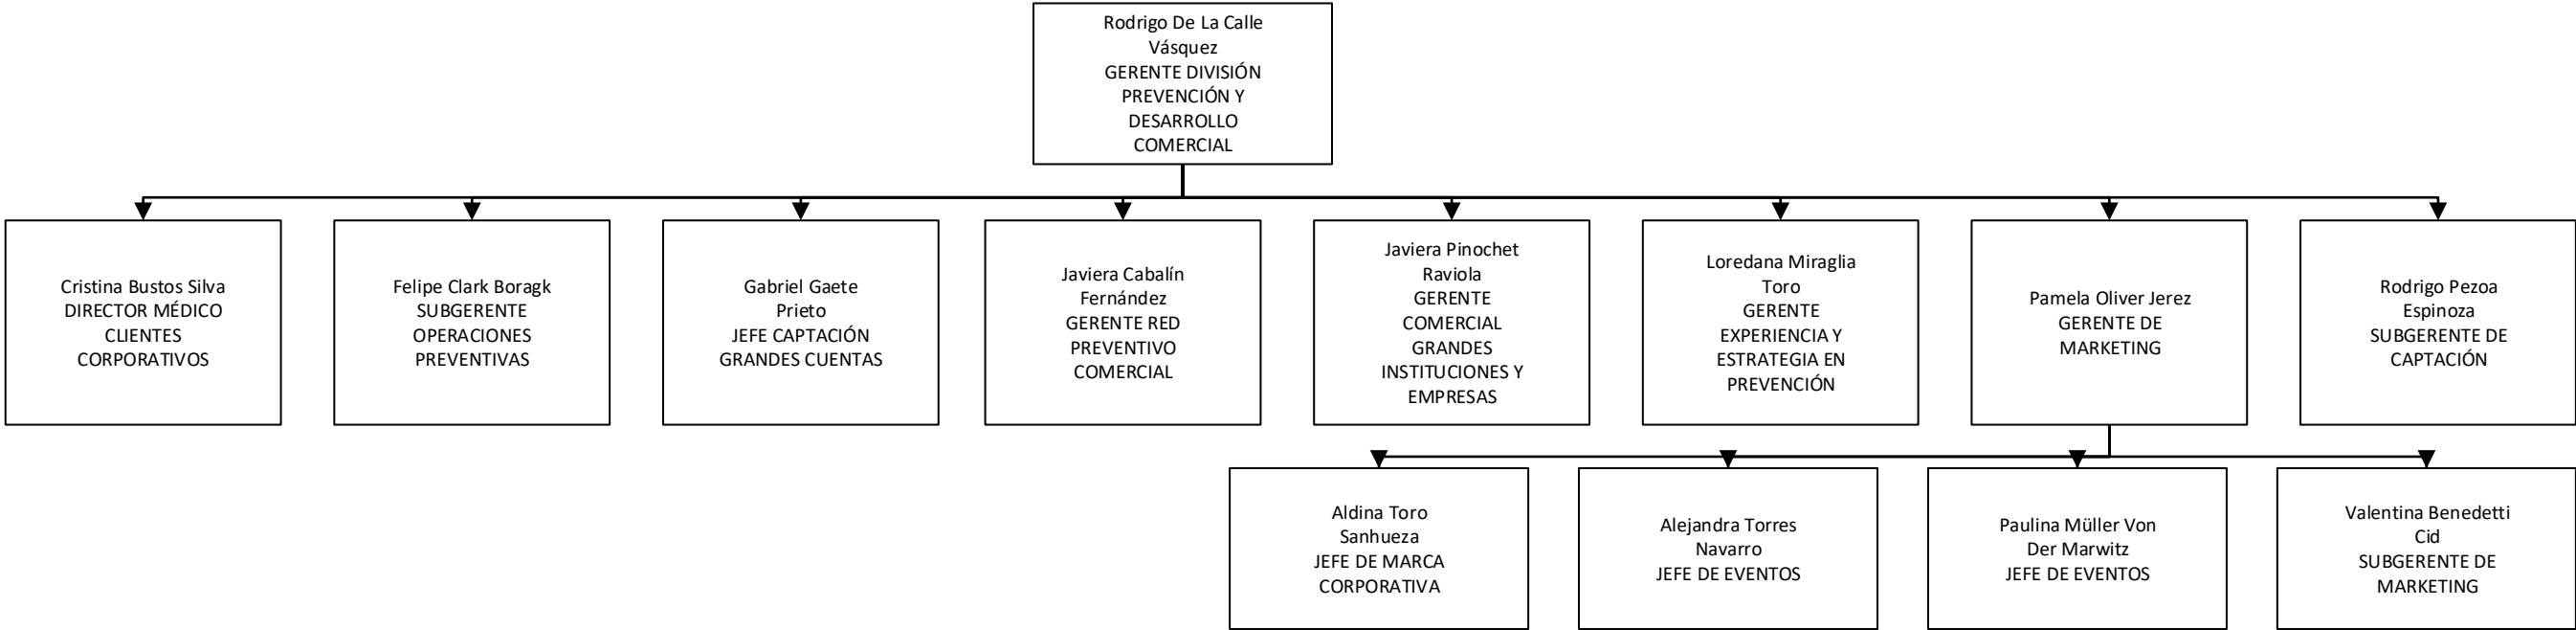 Rodrigo De La Calle
Vásquez
GERENTE DIVISIÓN
PREVENCIÓN Y
DESARROLLO
COMERCIAL
Cristina Bustos Silva
DIRECTOR MÉDICO
CLIENTES
CORPORATIVOS
Felipe Clark Boragk
SUBGERENTE
OPERACIONES
PREVENTIVAS
Gabriel Gaete
Prieto
JEFE CAPTACIÓN
GRANDES CUENTAS
Javiera Cabalín
Fernández
GERENTE RED
PREVENTIVO
COMERCIAL
Javiera Pinochet
Raviola
GERENTE
COMERCIAL
GRANDES
INSTITUCIONES Y
EMPRESAS
Loredana Miraglia
Toro
GERENTE
EXPERIENCIA Y
ESTRATEGIA EN
PREVENCIÓN
Pamela Oliver Jerez
GERENTE DE
MARKETING
Rodrigo Pezoa
Espinoza
SUBGERENTE DE
CAPTACIÓN
Aldina Toro
Sanhueza
JEFE DE MARCA
CORPORATIVA
Alejandra Torres
Navarro
JEFE DE EVENTOS
Paulina Müller Von
Der Marwitz
JEFE DE EVENTOS
Valentina Benedetti
Cid
SUBGERENTE DE
MARKETING